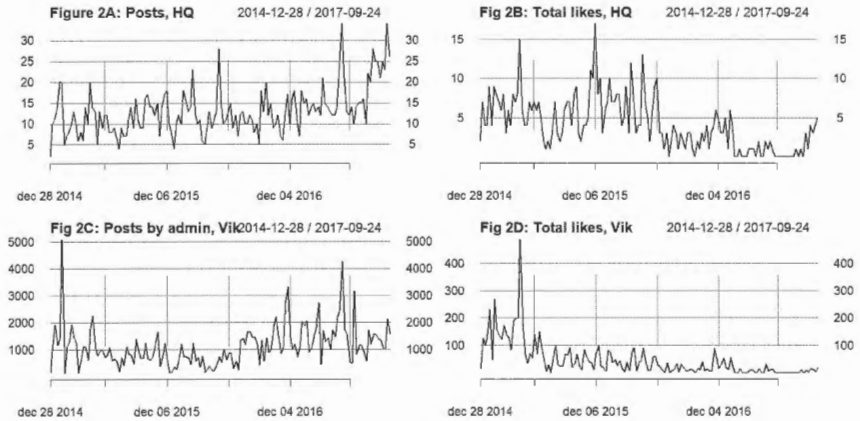 Figure 2A: Posts, HQ 2014-12-28 / 2017-09-24
30 30
25 25
20 20
15 15
10 10
5 5
dec 28 2014 dec 06 2015 dec 04 2016
Fig 2B: Total likes, HQ 2014-12-28 / 2017-09-24
15 15
10 10
5 5
dec 28 2014 dec 06 2015 dec 04 2016
Fig 2C: Posts by admin, Vik 2014-12-28 / 2017-09-24
5000 5000
4000 4000
3000 3000
2000 2000
1000 1000
dec 28 2014 dec 06 2015 dec 04 2016
Fig 2D: Total likes, Vik 2014-12-28 / 2017-09-24
400 400
300 300
200 200
100 100
dec 28 2014 dec 06 2015 dec 04 2016